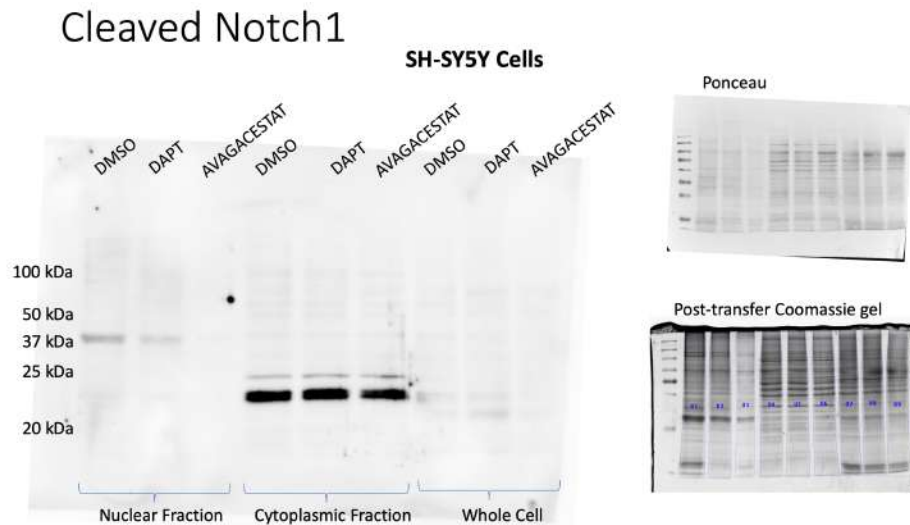 Cleaved Notch1
SH-SY5Y Cells
DMSO
DAPT
AVAGACESTAT
DMSO
DAPT
AVAGACESTAT
DMSO
DAPT
AVAGACESTAT
100 kDa
50 kDa
37 kDa
25 kDa
20 kDa
Nuclear Fraction
Cytoplasmic Fraction
Whole Cell
Ponceau
Post-transfer Coomassie gel